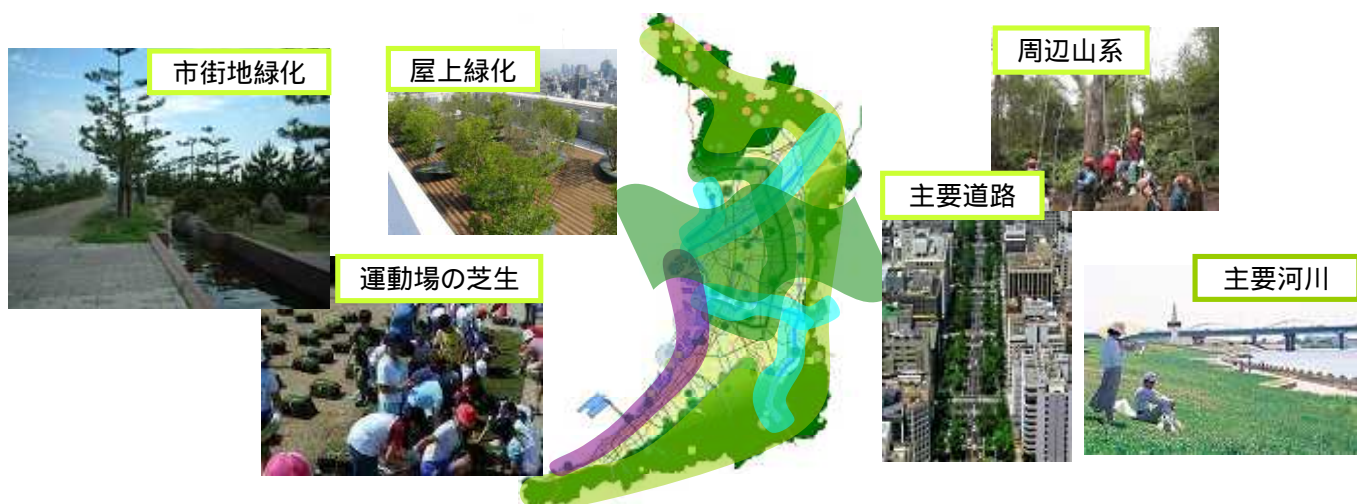 市街地緑化
屋上緑化
周辺山系
主要道路
運動場の芝生
主要河川